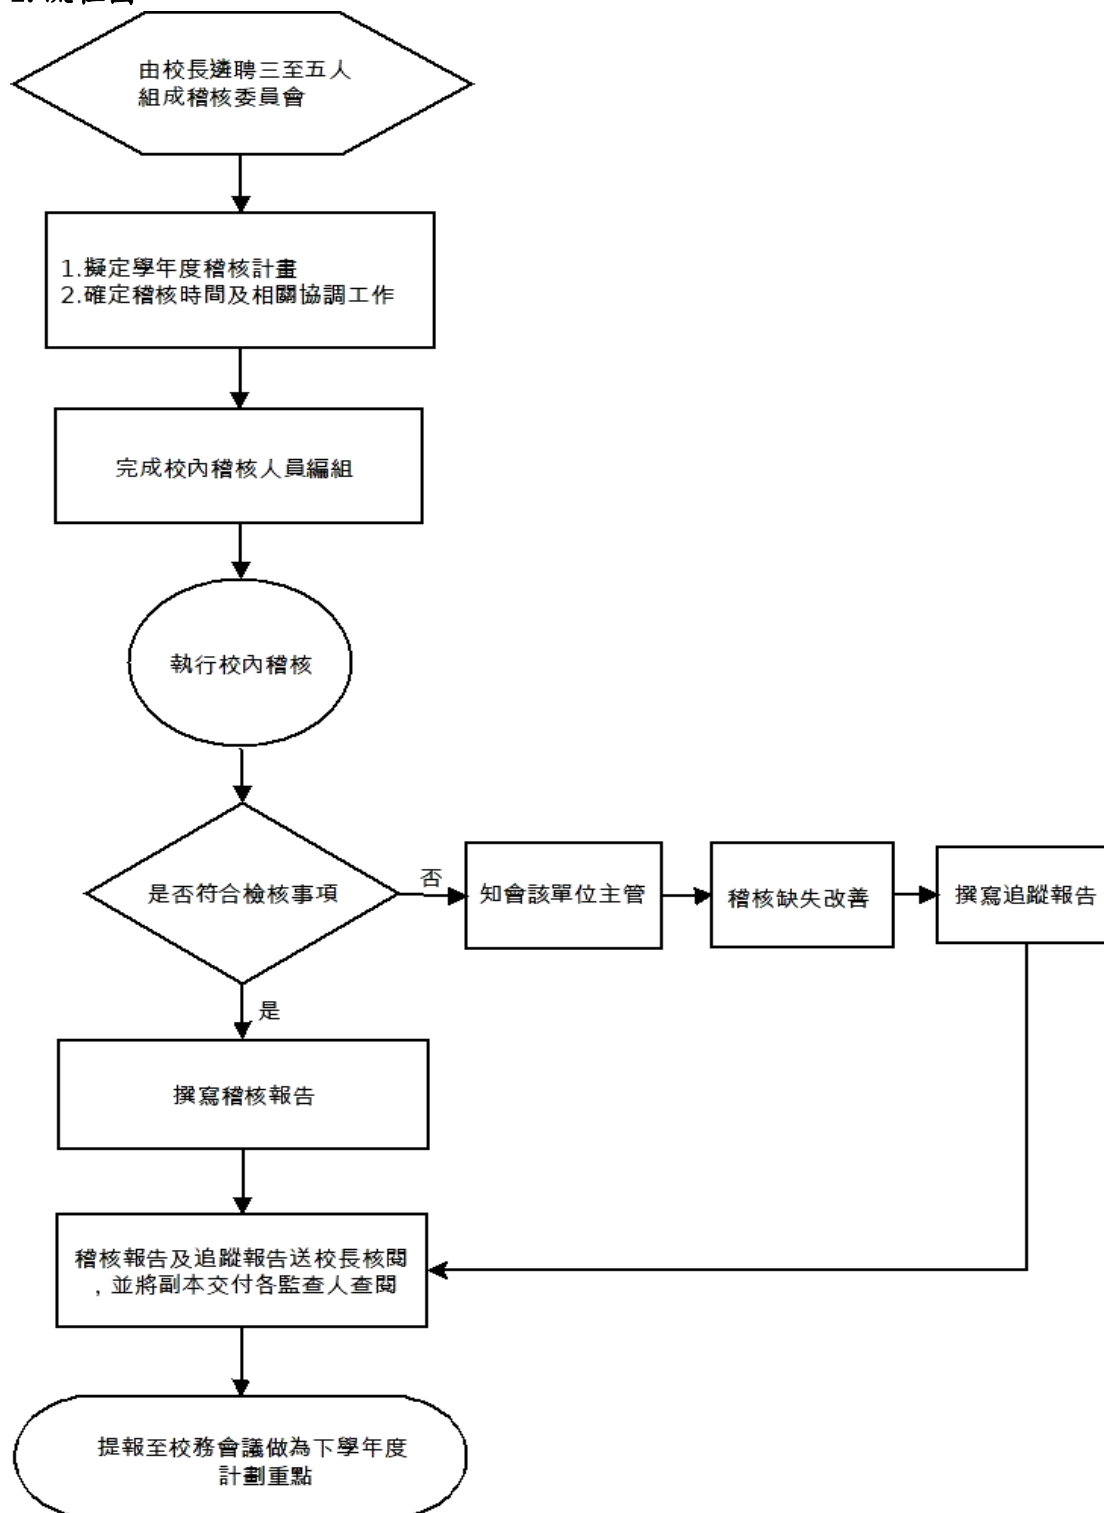 由校長遴聘三至五人
組成稽核委員會
1.擬定學年度稽核計畫
2.確定稽核時間及相關協調工作
完成校內稽核人員編組
執行校內稽核
是否符合檢核事項
否
知會該單位主管
稽核缺失改善
撰寫追蹤報告
是
撰寫稽核報告
稽核報告及追蹤報告送校長核閱
，並將副本交付各監查人查閱
提報至校務會議做為下學年度
計劃重點